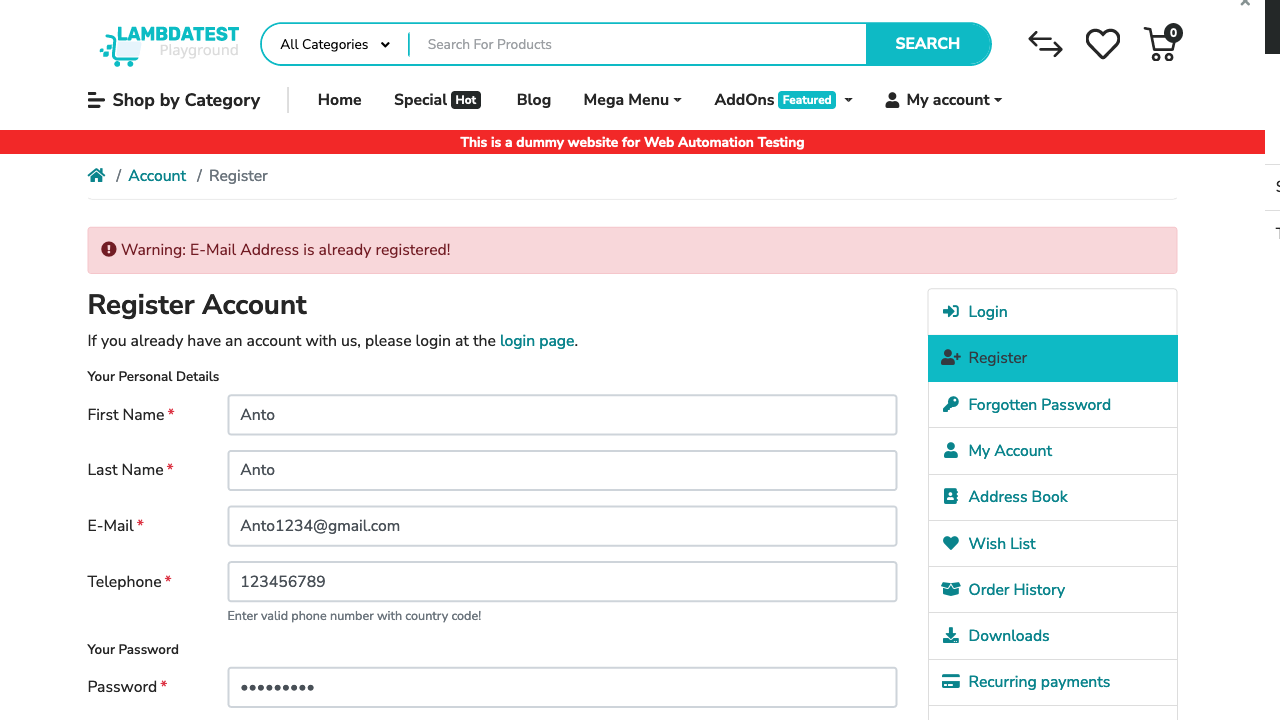 LAMBDATEST
Playground
All Categories
Search For Products
SEARCH
0
Shop by Category
Home
Special Hot
Blog
Mega Menu
AddOns Featured
My account
This is a dummy website for Web Automation Testing
/ Account / Register
Warning: E-Mail Address is already registered!
Register Account
If you already have an account with us, please login at the login page.
Your Personal Details
First Name * Anto
Last Name * Anto
E-Mail * Anto1234@gmail.com
Telephone * 123456789
Enter valid phone number with country code!
Your Password
Password * •••••••••
Login
Register
Forgotten Password
My Account
Address Book
Wish List
Order History
Downloads
Recurring payments